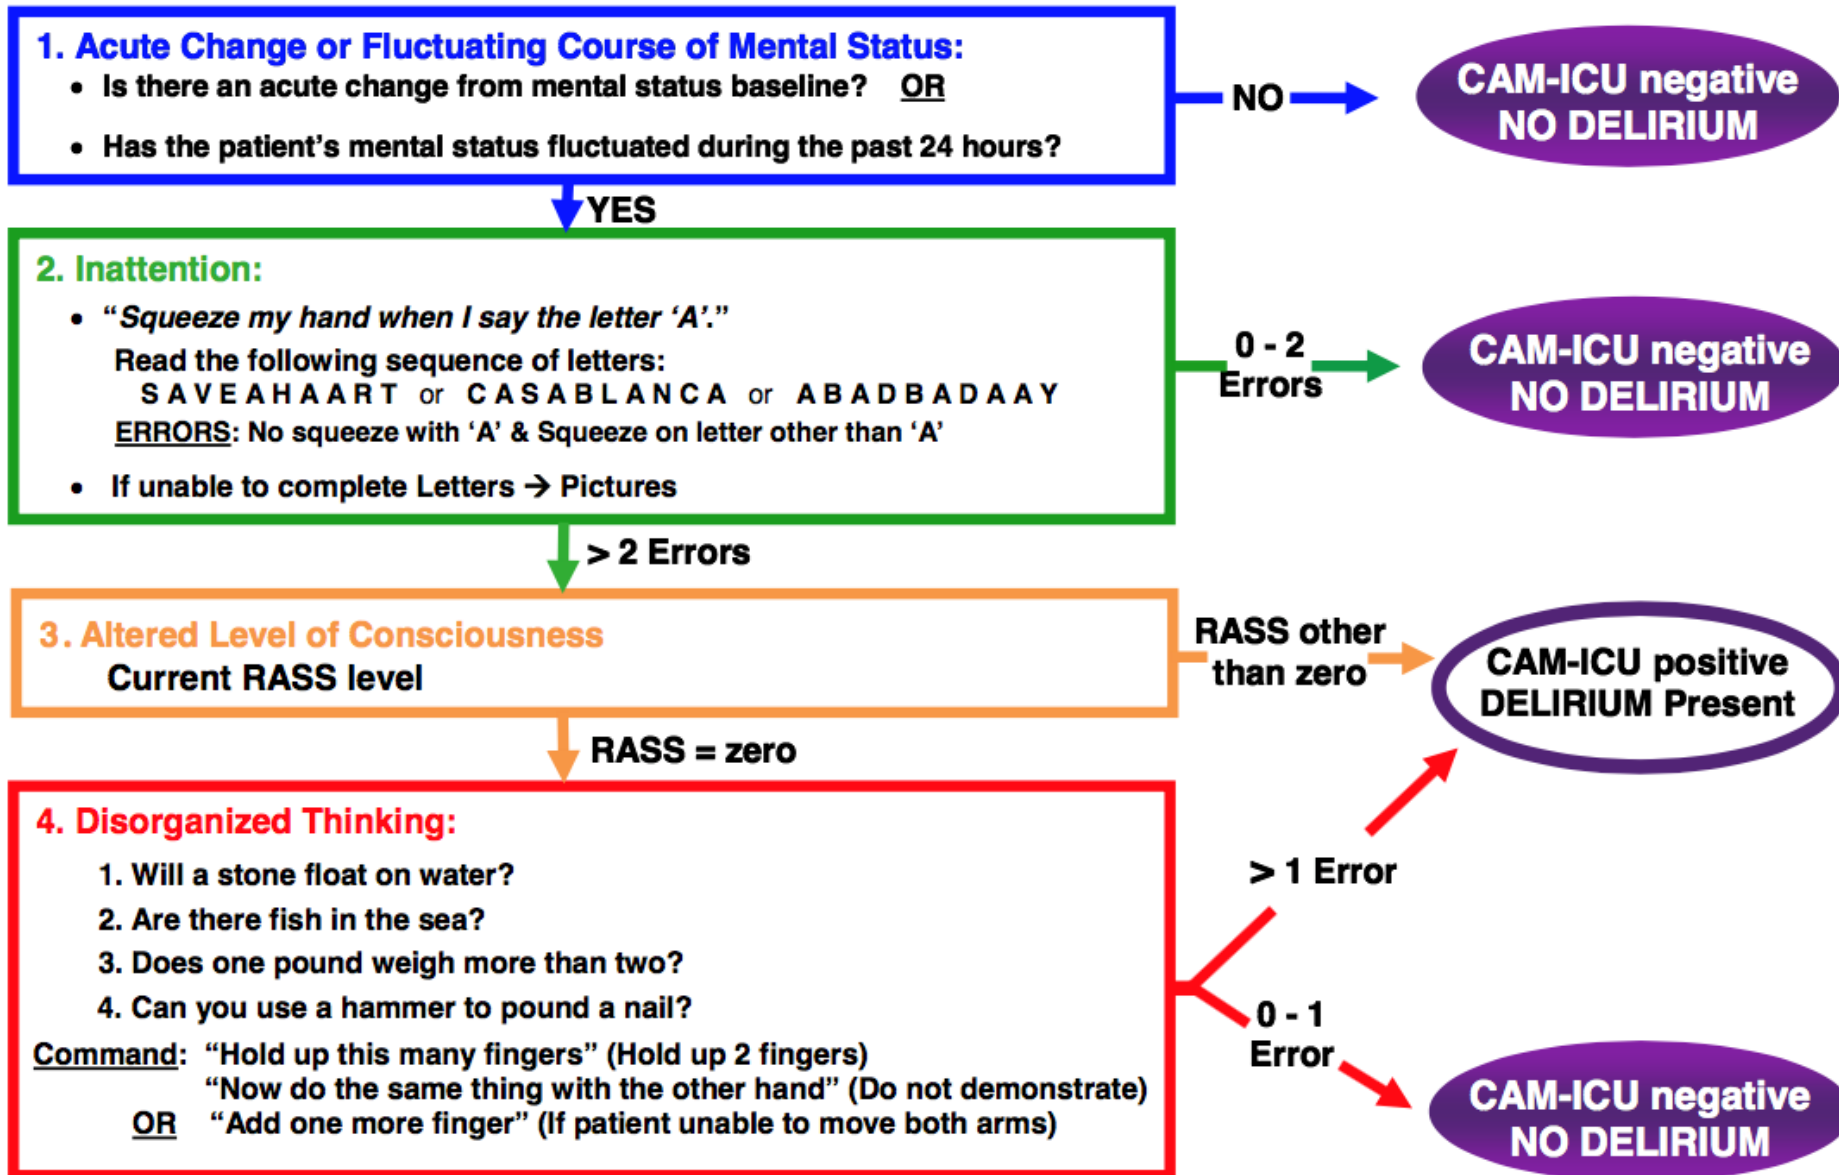 1. Acute Change or Fluctuating Course of Mental Status:
• Is there an acute change from mental status baseline? OR
• Has the patient’s mental status fluctuated during the past 24 hours?
NO
CAM-ICU negative
NO DELIRIUM
YES
2. Inattention:
• “Squeeze my hand when I say the letter ‘A’.”
Read the following sequence of letters:
S A V E A H A A R T or C A S A B L A N C A or A B A D B A D A A Y
ERRORS: No squeeze with ‘A’ & Squeeze on letter other than ‘A’
• If unable to complete Letters → Pictures
0 - 2
Errors
CAM-ICU negative
NO DELIRIUM
> 2 Errors
3. Altered Level of Consciousness
Current RASS level
RASS other
than zero
CAM-ICU positive
DELIRIUM Present
RASS = zero
4. Disorganized Thinking:
1. Will a stone float on water?
2. Are there fish in the sea?
3. Does one pound weigh more than two?
4. Can you use a hammer to pound a nail?
Command: “Hold up this many fingers” (Hold up 2 fingers)
“Now do the same thing with the other hand” (Do not demonstrate)
OR “Add one more finger” (If patient unable to move both arms)
> 1 Error
0 - 1
Error
CAM-ICU negative
NO DELIRIUM